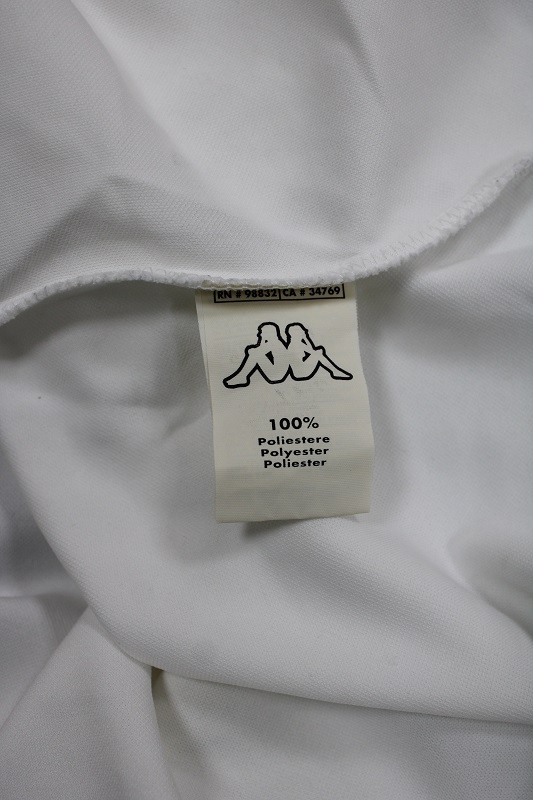 RN # 98832 CA # 34769
100%
Poliestere
Polyester
Poliester